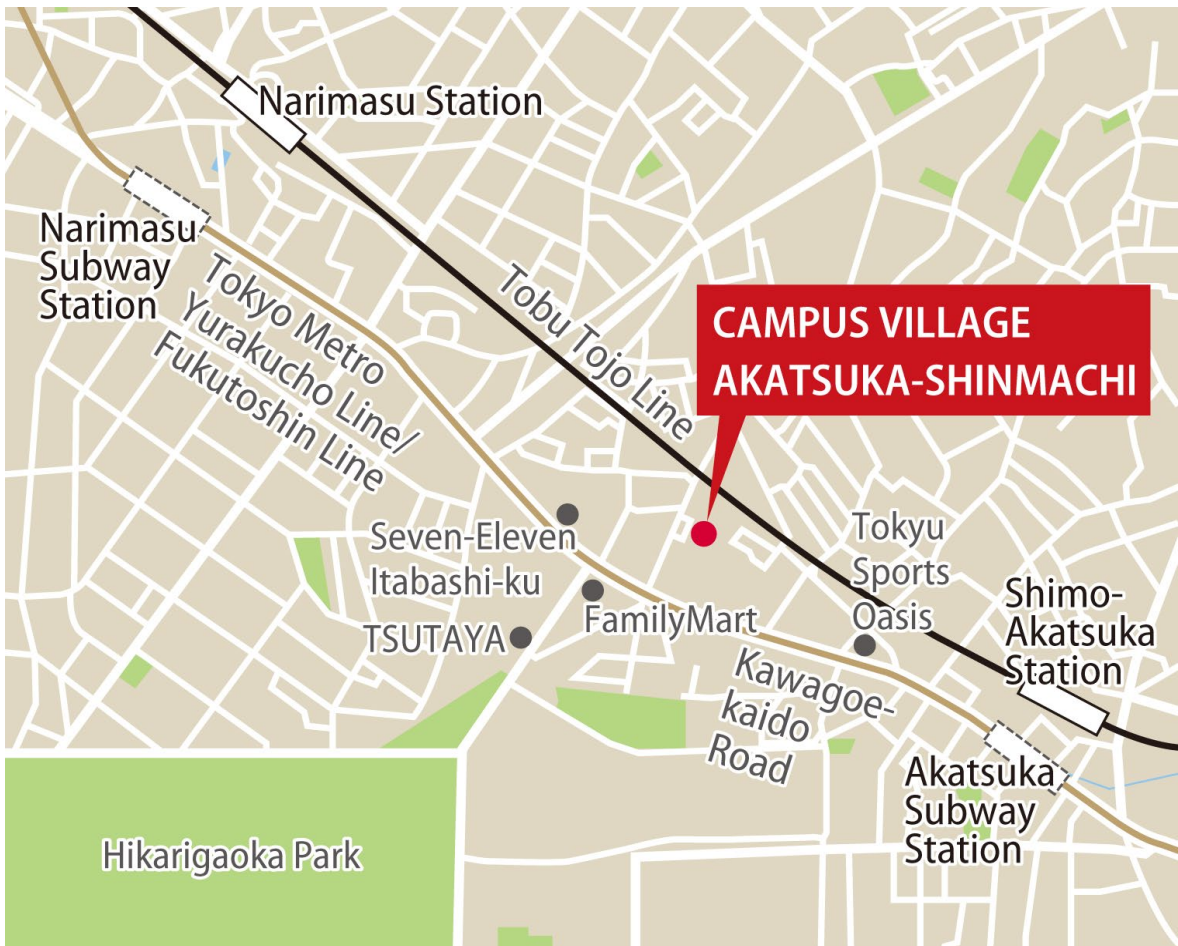 Narimasu Station
Narimasu
Subway
Station
Tokyo Metro
Yurakucho Line/
Fukutoshin Line
Tobu Tojo Line
CAMPUS VILLAGE
AKATSUKA-SHINMACHI
Seven-Eleven
Itabashi-ku
TSUTAYA
FamilyMart
Tokyu
Sports
Oasis
Shimo-
Akatsuka
Station
Kawagoe-
kaido
Road
Akatsuka
Subway
Station
Hikarigaoka Park